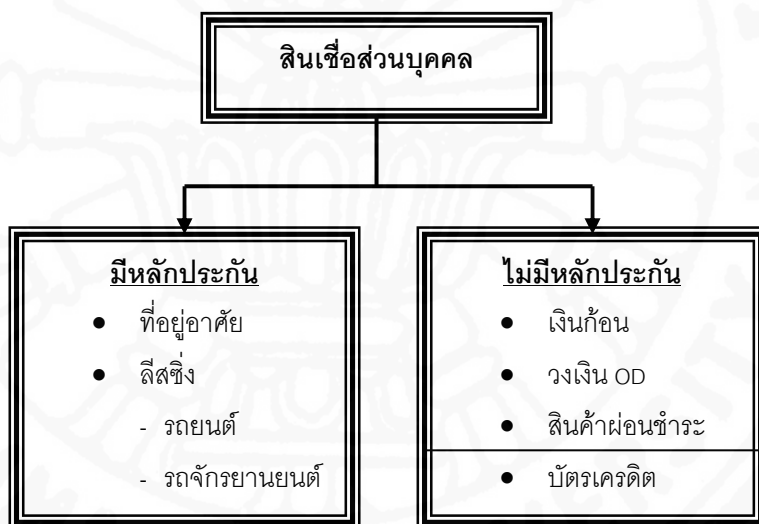 สินเชื่อส่วนบุคคล
มีหลักประกัน
● ที่อยู่อาศัย
● ลีสซิ่ง
- รถยนต์
- รถจักรยานยนต์
ไม่มีหลักประกัน
● เงินก้อน
● วงเงิน OD
● สินค้าผ่อนชำระ
● บัตรเครดิต